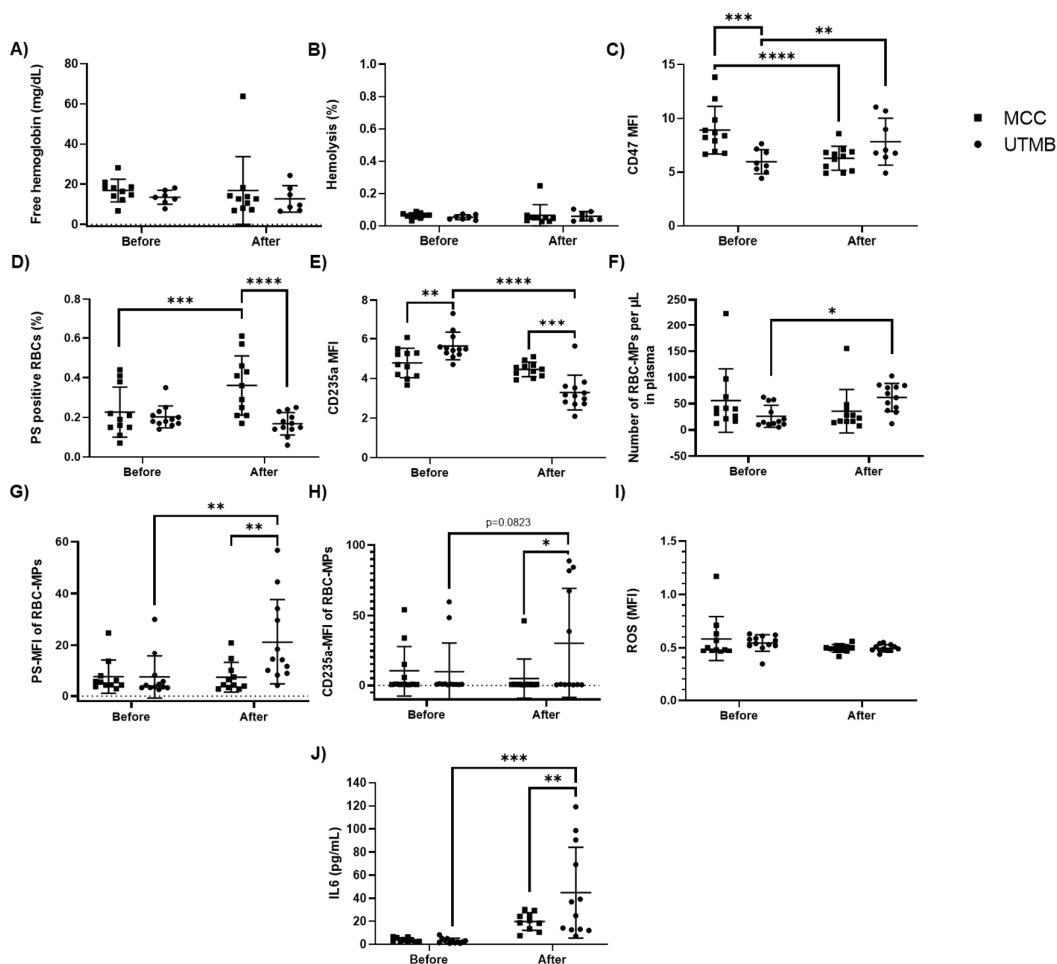 A)
Free hemoglobin (mg/dL)
80
60
40
20
0
Before After
B)
Hemolysis (%)
1.0
0.8
0.6
0.4
0.2
0.0
Before After
C)
CD47 MFI
15
10
5
0
*** ** ****
Before After
MCC
UTMB
D)
PS positive RBCs (%)
0.8
0.6
0.4
0.2
0.0
*** ****
Before After
E)
CD235a MFI
8
6
4
2
0
** **** ***
Before After
F)
Number of RBC-MPs per µL
in plasma
250
200
150
100
50
0
-50
*
Before After
G)
PS-MFI of RBC-MPs
60
40
20
0
** **
Before After
H)
CD235a-MFI of RBC-MPs
100
50
0
p=0.0823
*
Before After
I)
ROS (MFI)
1.5
1.0
0.5
0.0
Before After
J)
IL6 (pg/mL)
140
120
100
80
60
40
20
0
*** **
Before After